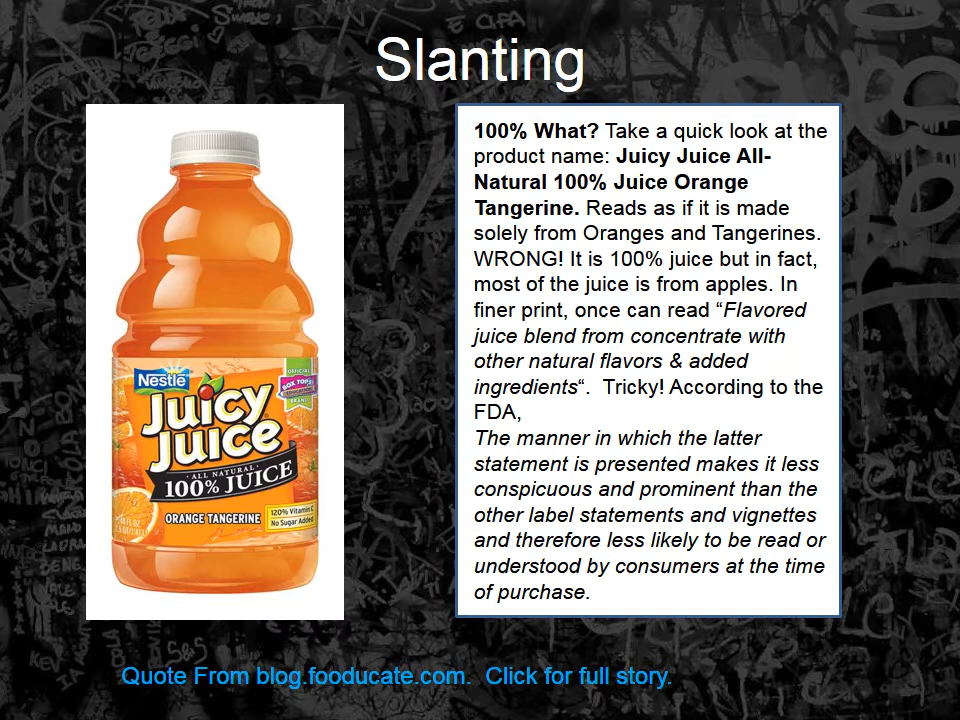 Slanting
100% What? Take a quick look at the
product name: Juicy Juice All-
Natural 100% Juice Orange
Tangerine. Reads as if it is made
solely from Oranges and Tangerines.
WRONG! It is 100% juice but in fact,
most of the juice is from apples. In
finer print, once can read “Flavored
juice blend from concentrate with
other natural flavors & added
ingredients“.  Tricky! According to the
FDA,
The manner in which the latter
statement is presented makes it less
conspicuous and prominent than the
other label statements and vignettes
and therefore less likely to be read or
understood by consumers at the time
of purchase.
Nestlé
OFFICIAL
BOX TOPS
BRAND
Juicy
Juice
·ALL NATURAL·
100% JUICE
ORANGE TANGERINE
120% Vitamin C
No Sugar Added
Quote From blog.fooducate.com.  Click for full story.